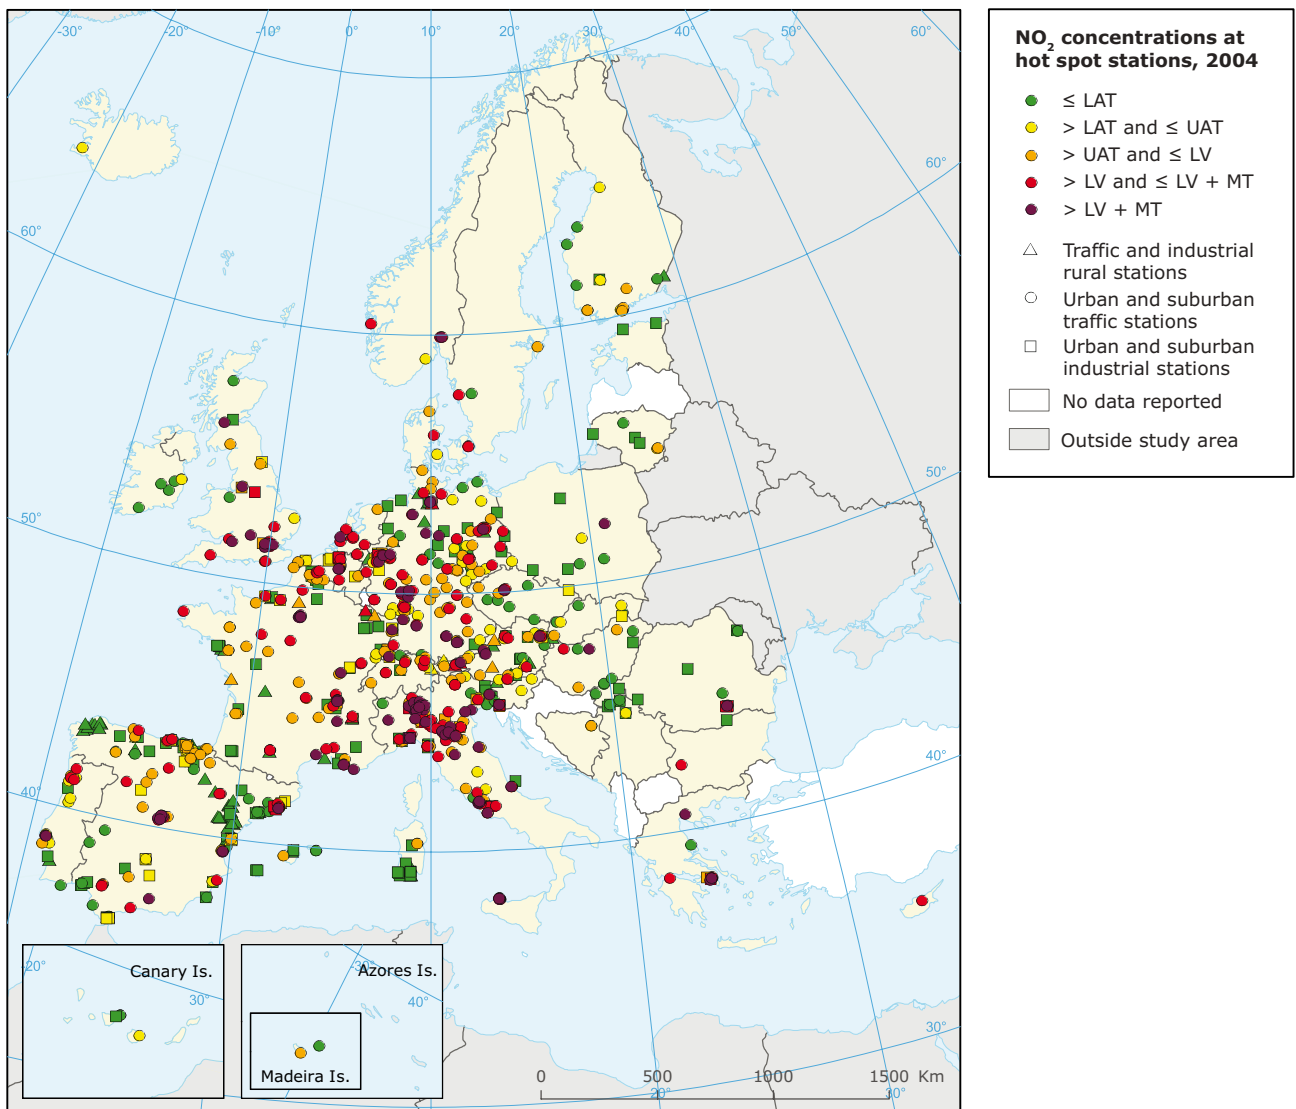 -30°
-20°
-10°
0°
10°
20°
30°
40°
50°
60°
60°
60°
50°
50°
40°
40°
Canary Is.
-20°
30°
Azores Is.
-30°
40°
Madeira Is.
30°
0
500
1000
1500 Km
20°
30°
NO2 concentrations at
hot spot stations, 2004
≤ LAT
> LAT and ≤ UAT
> UAT and ≤ LV
> LV and ≤ LV + MT
> LV + MT
Traffic and industrial
rural stations
Urban and suburban
traffic stations
Urban and suburban
industrial stations
No data reported
Outside study area